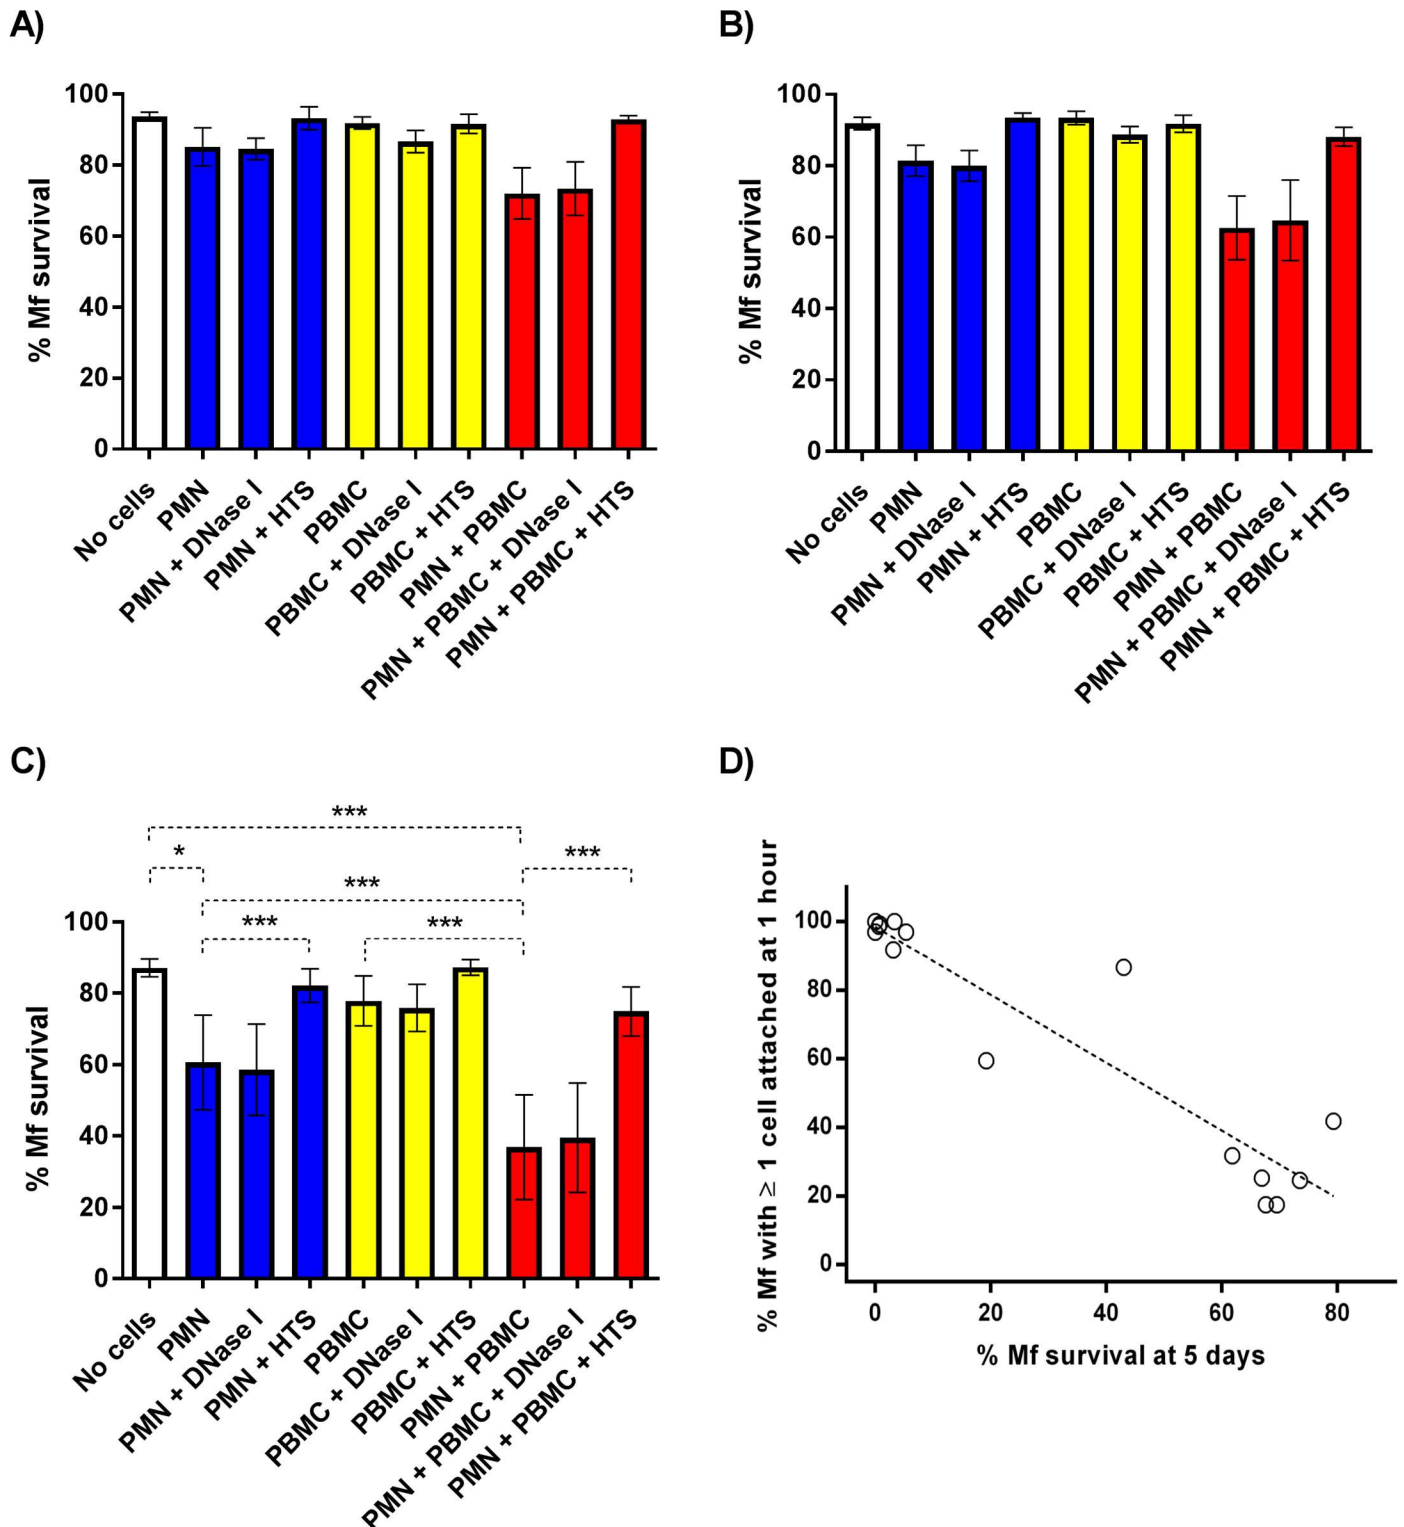 A)
100
80
60
40
20
0
% Mf survival
No cells
PMN
PMN + DNase I
PMN + HTS
PBMC
PBMC + DNase I
PBMC + HTS
PMN + PBMC
PMN + PBMC + DNase I
PMN + PBMC + HTS
B)
100
80
60
40
20
0
% Mf survival
No cells
PMN
PMN + DNase I
PMN + HTS
PBMC
PBMC + DNase I
PBMC + HTS
PMN + PBMC
PMN + PBMC + DNase I
PMN + PBMC + HTS
C)
***
*
***
***
***
***
100
80
60
40
20
0
% Mf survival
No cells
PMN
PMN + DNase I
PMN + HTS
PBMC
PBMC + DNase I
PBMC + HTS
PMN + PBMC
PMN + PBMC + DNase I
PMN + PBMC + HTS
D)
% Mf with ≥ 1 cell attached at 1 hour
100
80
60
40
20
0
0 20 40 60 80
% Mf survival at 5 days